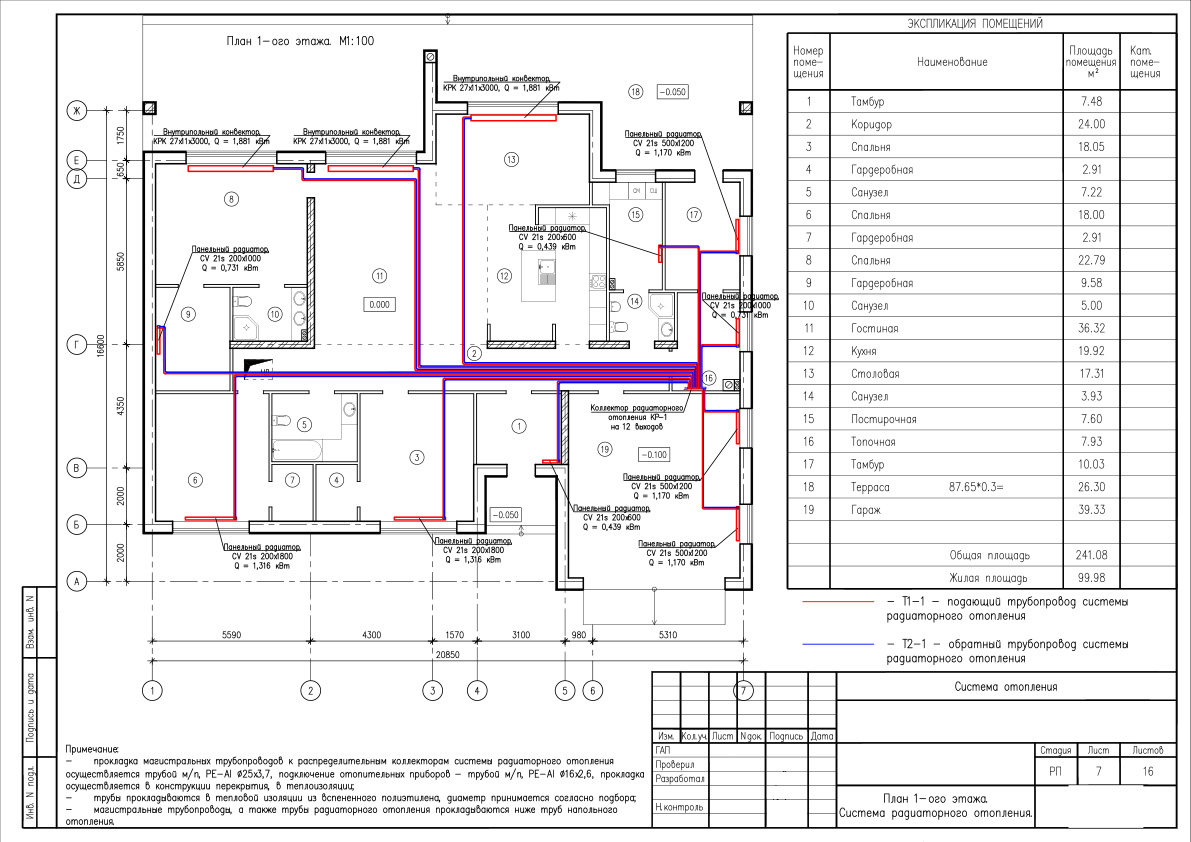 План 1-ого этажа. М1:100
Внутрипольный конвектор,
КРК 27х11х3000, Q = 1,881 кВт
Внутрипольный конвектор,
КРК 27х11х3000, Q = 1,881 кВт
Внутрипольный конвектор,
КРК 27х11х3000, Q = 1,881 кВт
18
-0.050
Панельный радиатор,
CV 21s 500х1200
Q = 1,170 кВт
Ж
Е
Д
Г
В
Б
А
1750
650
5850
16600
4350
2000
2000
13
8
СМ
СШ
15
17
Панельный радиатор,
CV 21s 200х600
Q = 0,439 кВт
Панельный радиатор,
CV 21s 200х1000
Q = 0,731 кВт
11
12
0.000
9
10
14
Панельный радиатор,
CV 21s 200х1000
Q = 0,731 кВт
2
16
Коллектор радиаторного
отопления КР-1
на 12 выходов
5
1
19
-0.100
3
6
7
4
Панельный радиатор,
CV 21s 500х1200
Q = 1,170 кВт
-0.050
Панельный радиатор,
CV 21s 200х600
Q = 0,439 кВт
Панельный радиатор,
CV 21s 200х1800
Q = 1,316 кВт
Панельный радиатор,
CV 21s 200х1800
Q = 1,316 кВт
Панельный радиатор,
CV 21s 500х1200
Q = 1,170 кВт
5590
4300
1570
3100
980
5310
20850
1
2
3
4
5
6
7
ЭКСПЛИКАЦИЯ ПОМЕЩЕНИЙ
Номер поме-щения Наименование Площадь помещения м² Кат. поме-щения
1 Тамбур 7.48
2 Коридор 24.00
3 Спальня 18.05
4 Гардеробная 2.91
5 Санузел 7.22
6 Спальня 18.00
7 Гардеробная 2.91
8 Спальня 22.79
9 Гардеробная 9.58
10 Санузел 5.00
11 Гостиная 36.32
12 Кухня 19.92
13 Столовая 17.31
14 Санузел 3.93
15 Постирочная 7.60
16 Топочная 7.93
17 Тамбур 10.03
18 Терраса 87.65*0.3= 26.30
19 Гараж 39.33
Общая площадь 241.08
Жилая площадь 99.98
- Т1-1 - подающий трубопровод системы
радиаторного отопления
- Т2-1 - обратный трубопровод системы
радиаторного отопления
Примечание:
- прокладка магистральных трубопроводов к распределительным коллекторам системы радиаторного отопления
осуществляется трубой м/п, PE-Al Ø25х3,7, подключение отопительных приборов - трубой м/п, PE-Al Ø16х2,6, прокладка
осуществляется в конструкции перекрытия, в теплоизоляции;
- трубы прокладываются в тепловой изоляции из вспененного полиэтилена, диаметр принимается согласно подбора;
- магистральные трубопроводы, а также трубы радиаторного отопления прокладываются ниже труб напольного
отопления.
Взам. инв. N
Подпись и дата
Инв. N подл.
Система отопления
Изм. Кол.уч. Лист N док. Подпись Дата
ГАП
Проверил
Разработал
Н.контроль
Стадия Лист Листов
РП 7 16
План 1-ого этажа.
Система радиаторного отопления.